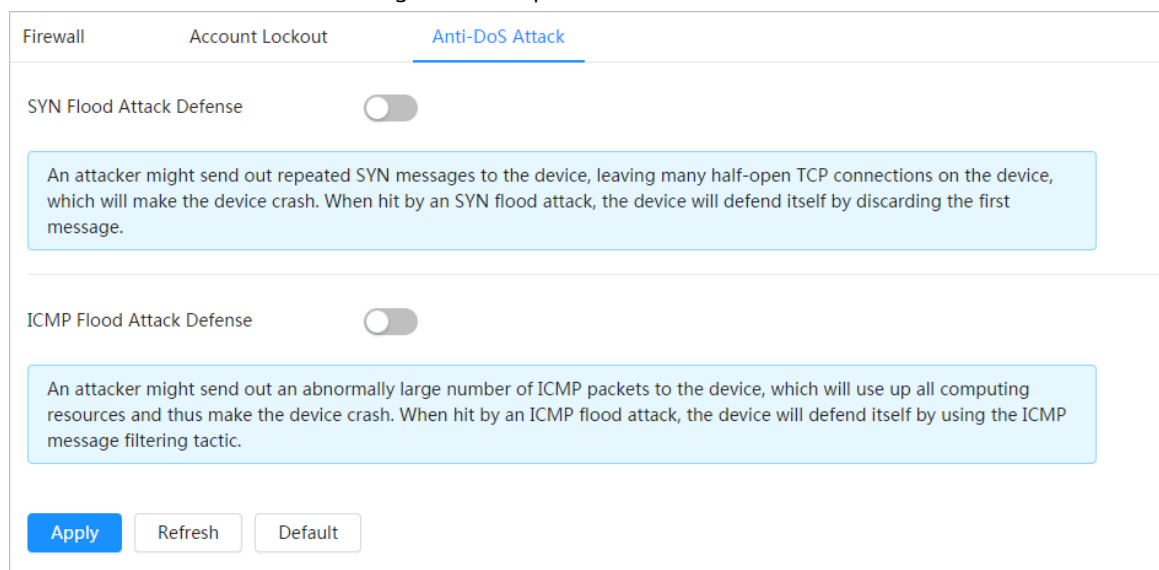 Firewall Account Lockout Anti-DoS Attack
SYN Flood Attack Defense
An attacker might send out repeated SYN messages to the device, leaving many half-open TCP connections on the device,
which will make the device crash. When hit by an SYN flood attack, the device will defend itself by discarding the first
message.
ICMP Flood Attack Defense
An attacker might send out an abnormally large number of ICMP packets to the device, which will use up all computing
resources and thus make the device crash. When hit by an ICMP flood attack, the device will defend itself by using the ICMP
message filtering tactic.
Apply Refresh Default